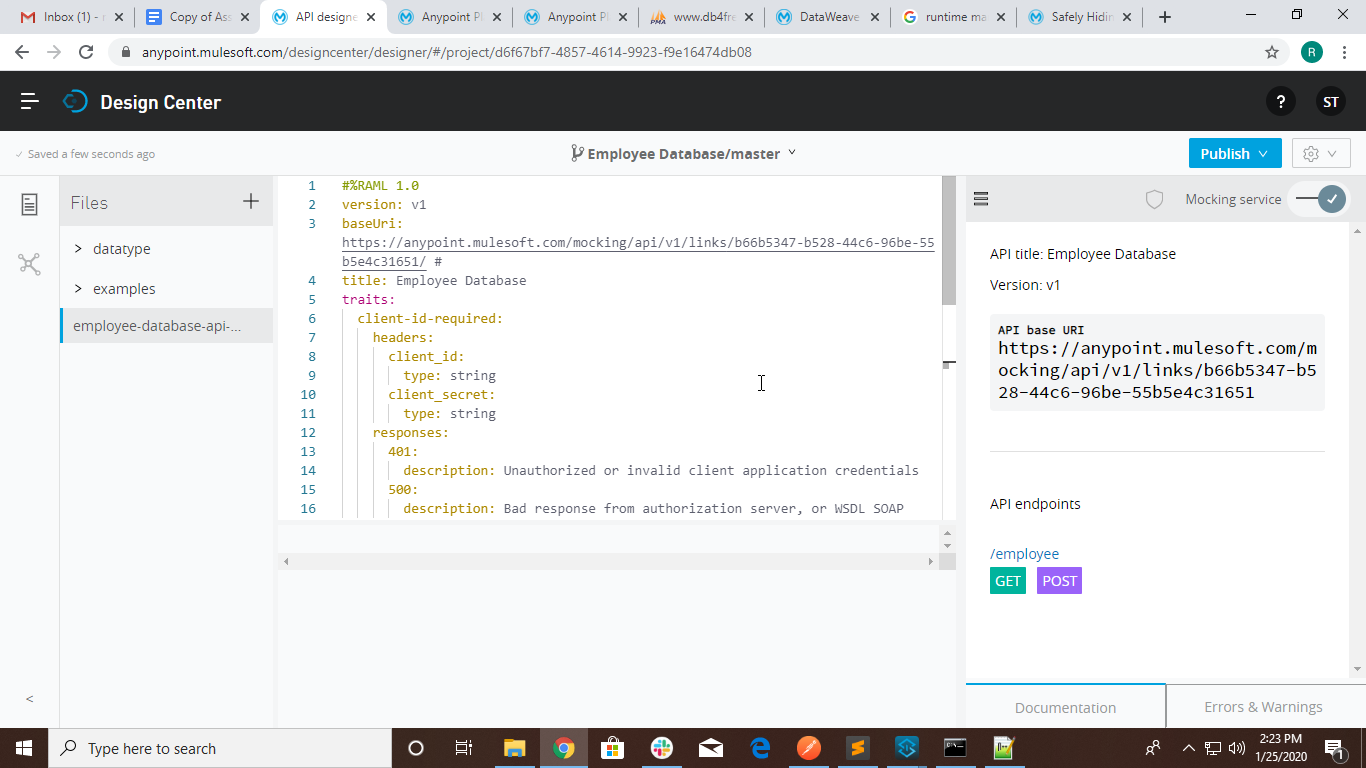 Inbox (1) - r
Copy of Ass
API designe
Anypoint Pl
Anypoint Pl
www.db4fre
DataWeave
runtime ma
Safely Hidin
anypoint.mulesoft.com/designcenter/designer/#/project/d6f67bf7-4857-4614-9923-f9e16474db08
R
Design Center
?
ST
Saved a few seconds ago
Employee Database/master
Publish
Files
datatype
examples
employee-database-api-...
1 #%RAML 1.0
2 version: v1
3 baseUri:
https://anypoint.mulesoft.com/mocking/api/v1/links/b66b5347-b528-44c6-96be-55
b5e4c31651/ #
4 title: Employee Database
5 traits:
6 client-id-required:
7 headers:
8 client_id:
9 type: string
10 client_secret:
11 type: string
12 responses:
13 401:
14 description: Unauthorized or invalid client application credentials
15 500:
16 description: Bad response from authorization server, or WSDL SOAP
Mocking service
API title: Employee Database
Version: v1
API base URI
https://anypoint.mulesoft.com/m
ocking/api/v1/links/b66b5347-b5
28-44c6-96be-55b5e4c31651
API endpoints
/employee
GET POST
Documentation
Errors & Warnings
Type here to search
2:23 PM
1/25/2020
1